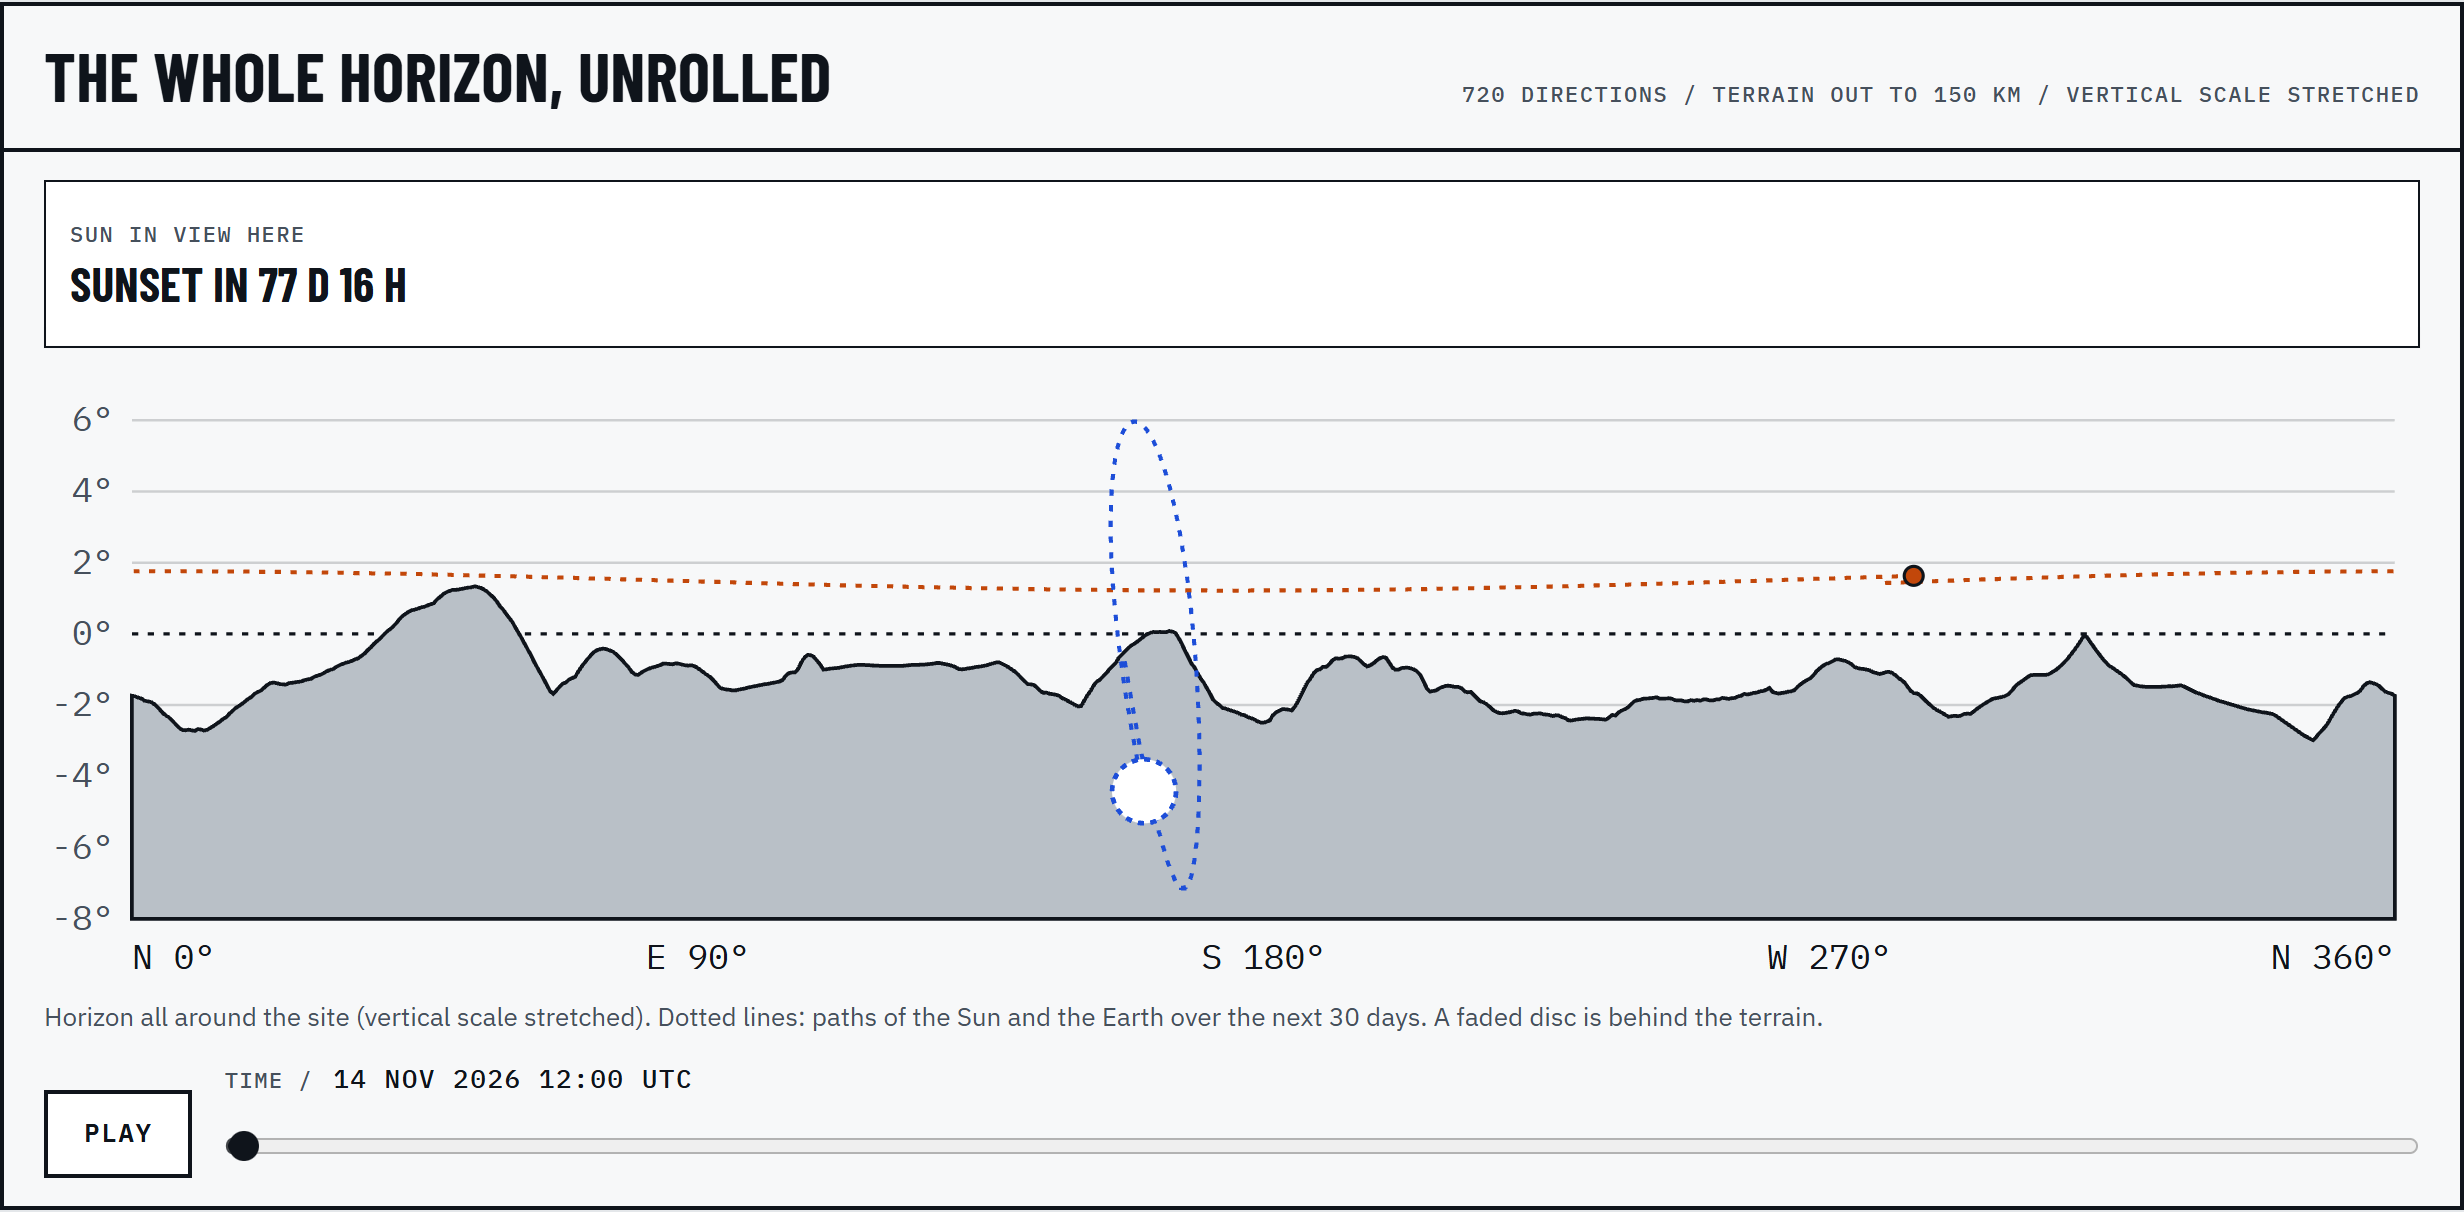 THE WHOLE HORIZON, UNROLLED
720 DIRECTIONS / TERRAIN OUT TO 150 KM / VERTICAL SCALE STRETCHED
SUN IN VIEW HERE
SUNSET IN 77 D 16 H
6°
4°
2°
0°
-2°
-4°
-6°
-8°
N 0° E 90° S 180° W 270° N 360°
Horizon all around the site (vertical scale stretched). Dotted lines: paths of the Sun and the Earth over the next 30 days. A faded disc is behind the terrain.
TIME / 14 NOV 2026 12:00 UTC
PLAY